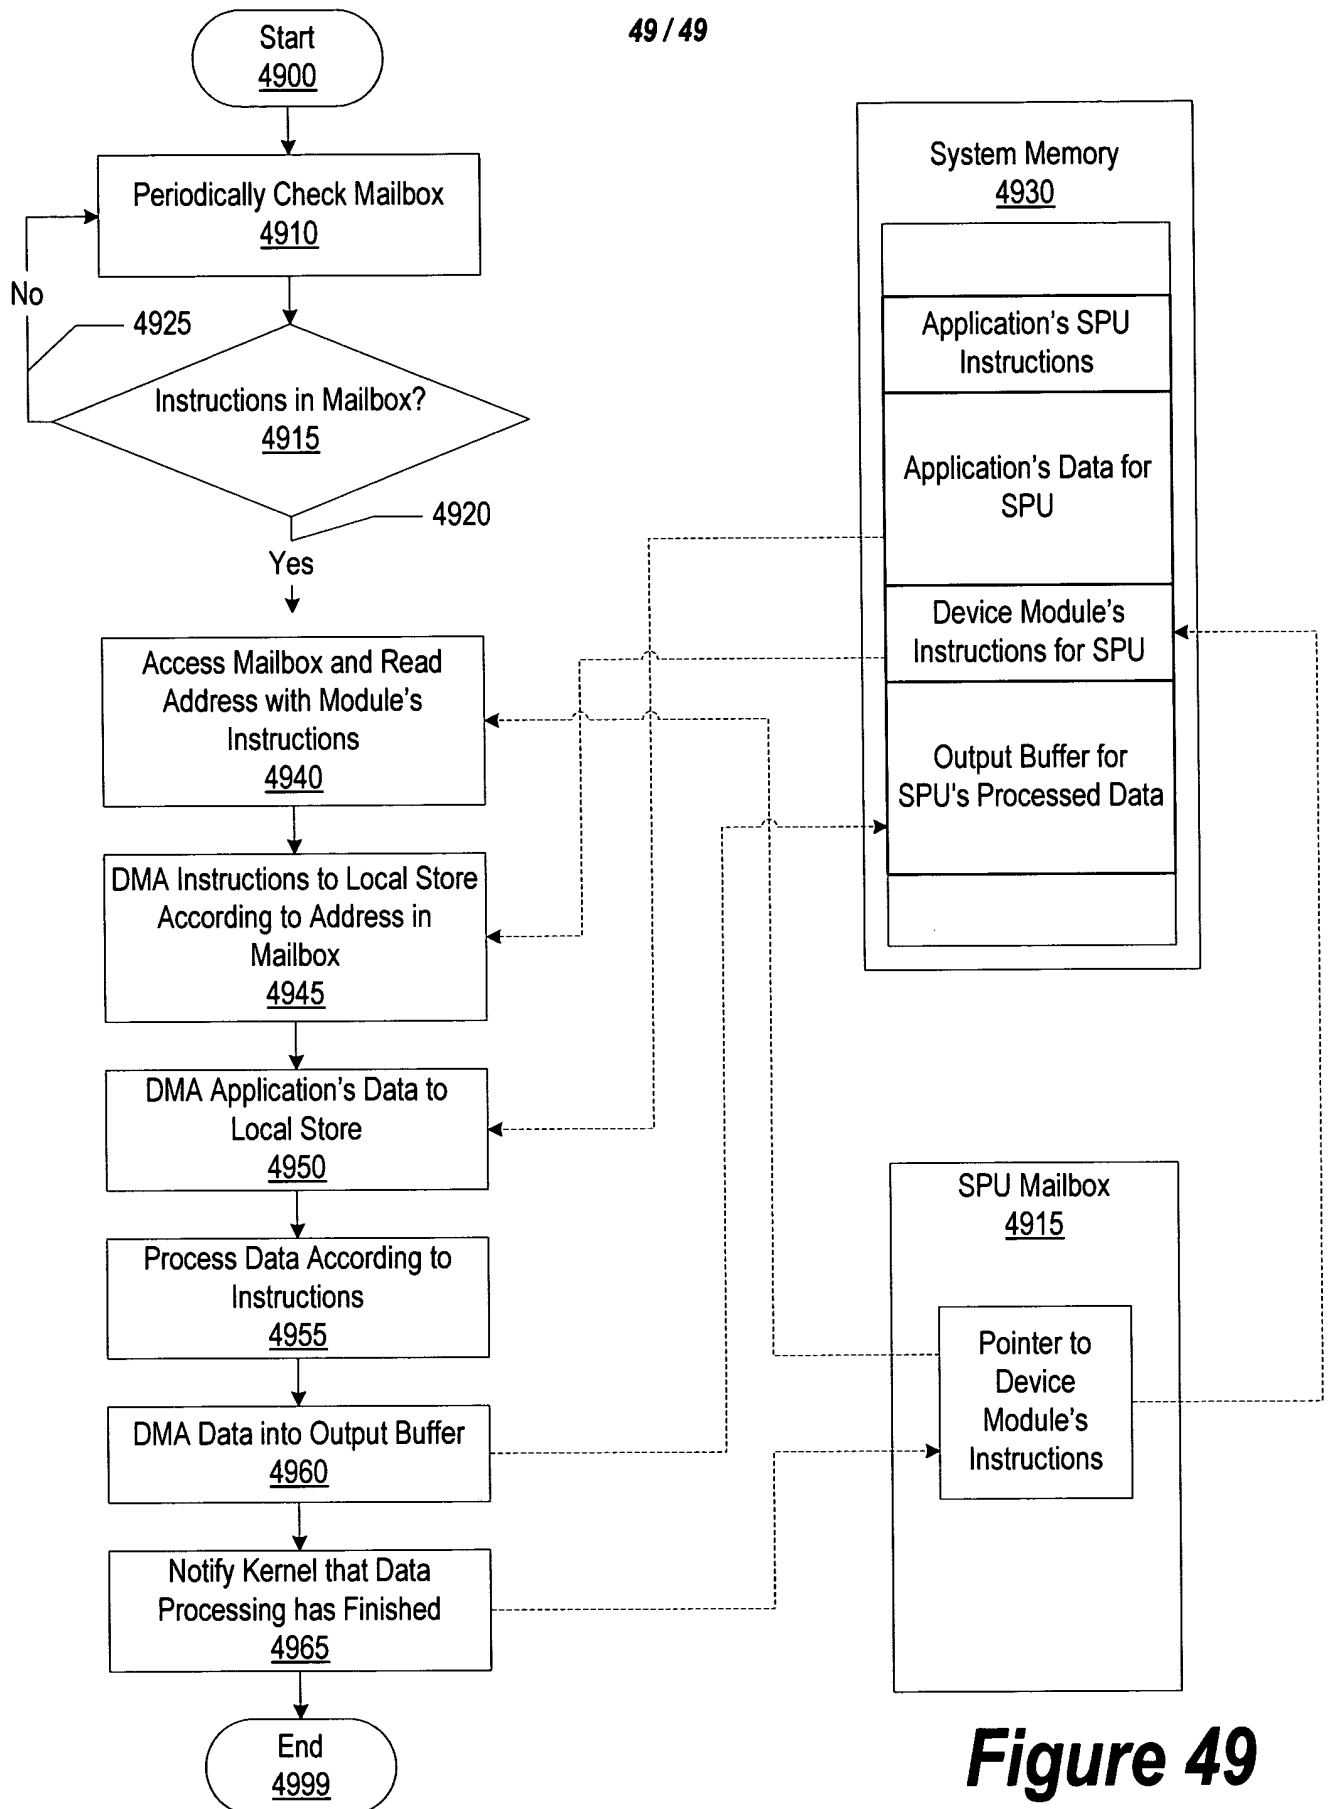 49 / 49
Start
4900
Periodically Check Mailbox
4910
No
4925
Instructions in Mailbox?
4915
4920
Yes
Access Mailbox and Read
Address with Module's
Instructions
4940
DMA Instructions to Local Store
According to Address in
Mailbox
4945
DMA Application's Data to
Local Store
4950
Process Data According to
Instructions
4955
DMA Data into Output Buffer
4960
Notify Kernel that Data
Processing has Finished
4965
End
4999
System Memory
4930
Application's SPU
Instructions
Application's Data for
SPU
Device Module's
Instructions for SPU
Output Buffer for
SPU's Processed Data
SPU Mailbox
4915
Pointer to
Device
Module's
Instructions
Figure 49